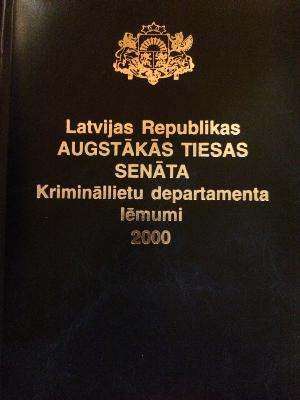 Latvijas Republikas
AUGSTĀKĀS TIESAS
SENĀTA
Krimināllietu departamenta
lēmumi
2000